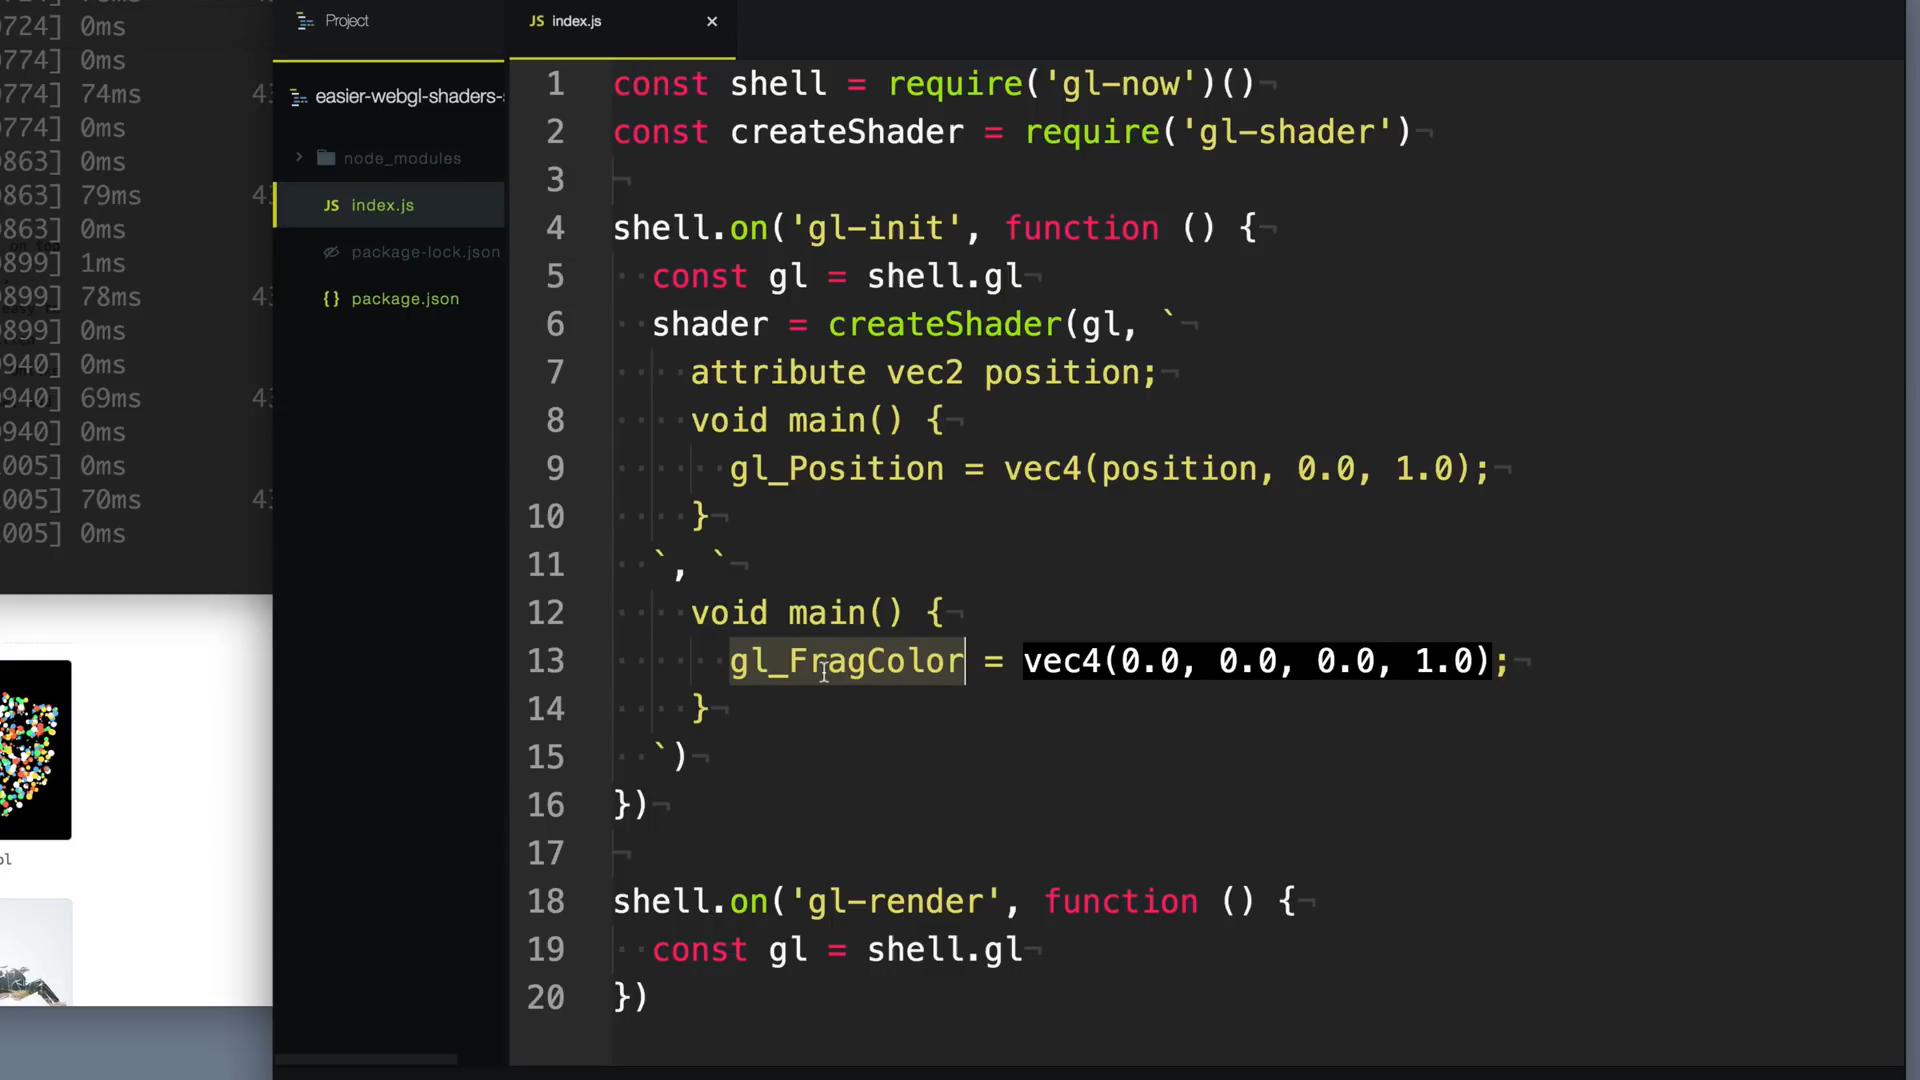 724] 0ms
774] 0ms
774] 74ms
774] 0ms
863] 0ms
863] 79ms
863] 0ms
899] 1ms
899] 78ms
899] 0ms
940] 0ms
940] 69ms
940] 0ms
005] 0ms
005] 70ms
005] 0ms
Project
easier-webgl-shaders-
node_modules
JS index.js
package-lock.json
{} package.json
JS index.js ×
1 const shell = require('gl-now')()¬
2 const createShader = require('gl-shader')¬
3 ¬
4 shell.on('gl-init', function () {¬
5 ··const gl = shell.gl¬
6 ··shader = createShader(gl, `¬
7 ····attribute vec2 position;¬
8 ····void main() {¬
9 ······gl_Position = vec4(position, 0.0, 1.0);¬
10 ····}¬
11 ··`, `¬
12 ····void main() {¬
13 ······gl_FragColor = vec4(0.0, 0.0, 0.0, 1.0);¬
14 ····}¬
15 ··`)¬
16 })¬
17 ¬
18 shell.on('gl-render', function () {¬
19 ··const gl = shell.gl¬
20 })